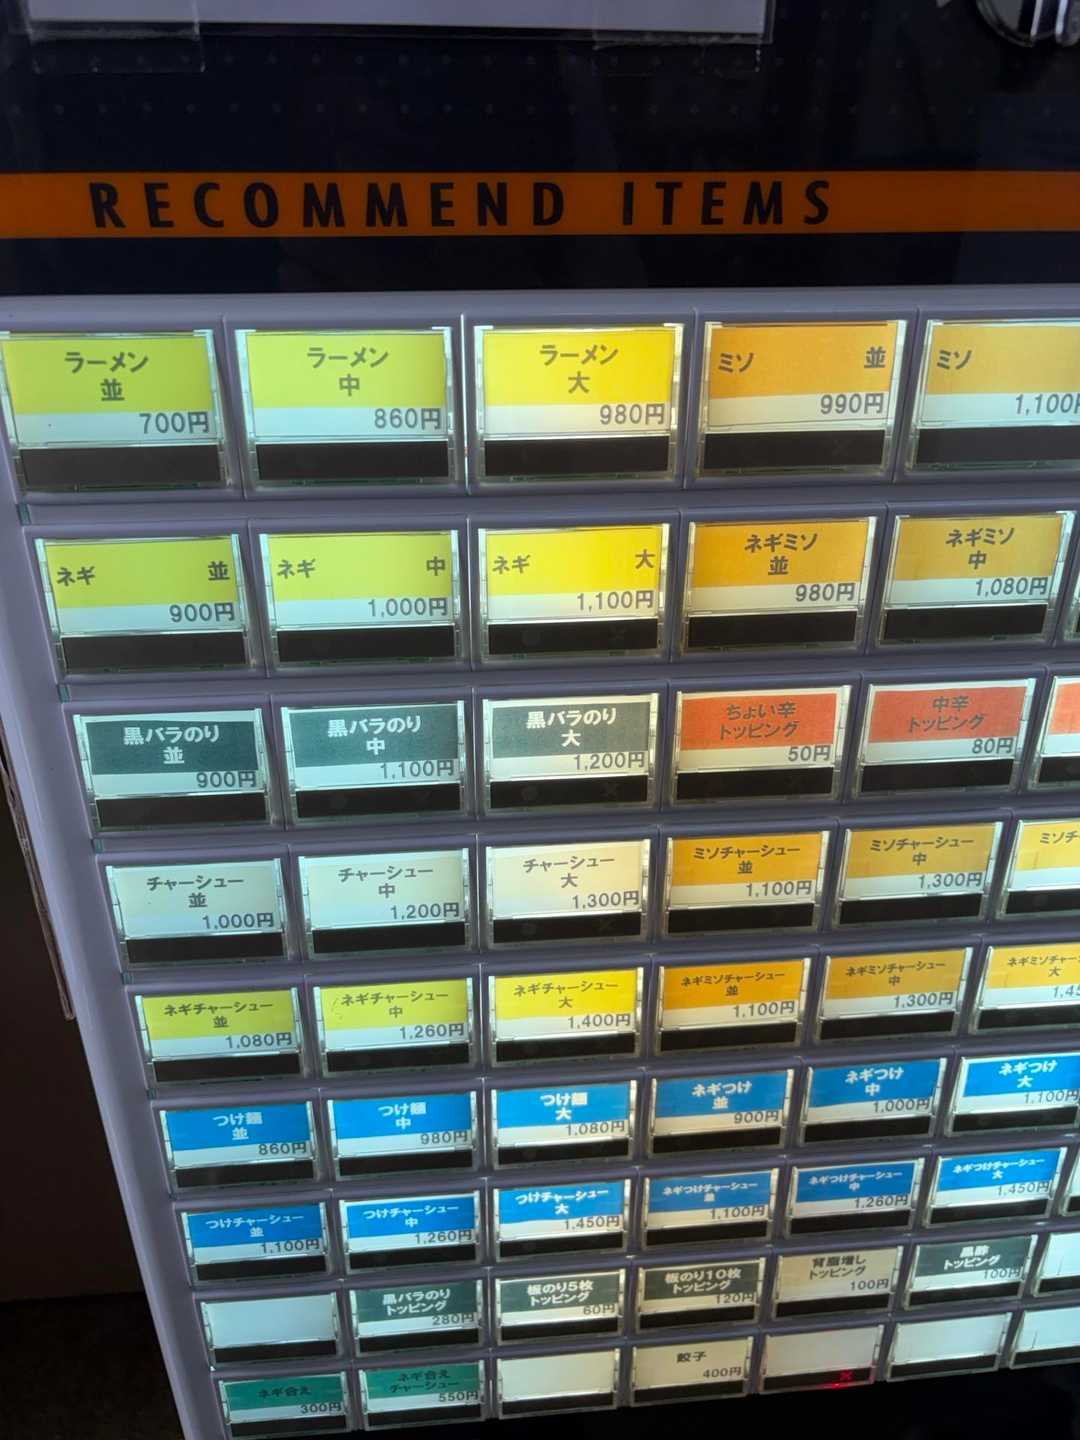 RECOMMEND ITEMS
ラーメン
並
700円
ラーメン
中
860円
ラーメン
大
980円
ミソ 並
990円
ミソ
1,100円
ネギ 並
900円
ネギ 中
1,000円
ネギ 大
1,100円
ネギミソ
並
980円
ネギミソ
中
1,080円
黒バラのり
並
900円
黒バラのり
中
1,100円
黒バラのり
大
1,200円
ちょい辛
トッピング
50円
中辛
トッピング
80円
チャーシュー
並
1,000円
チャーシュー
中
1,200円
チャーシュー
大
1,300円
ミソチャーシュー
並
1,100円
ミソチャーシュー
中
1,300円
ミソチャー
ネギチャーシュー
並
1,080円
ネギチャーシュー
中
1,260円
ネギチャーシュー
大
1,400円
ネギミソチャーシュー
並
1,100円
ネギミソチャーシュー
中
1,300円
ネギミソチャーシ
大
1,45
つけ麺
並
860円
つけ麺
中
980円
つけ麺
大
1,080円
ネギつけ
並
900円
ネギつけ
中
1,000円
ネギつけ
大
1,100円
つけチャーシュー
並
1,100円
つけチャーシュー
中
1,260円
つけチャーシュー
大
1,450円
ネギつけチャーシュー
並
1,100円
ネギつけチャーシュー
中
1,260円
ネギつけチャーシュー
大
1,450円
黒バラのり
トッピング
280円
板のり5枚
トッピング
60円
板のり10枚
トッピング
120円
背脂増し
トッピング
100円
黒酢
トッピング
100円
ネギ合え
300円
ネギ合え
チャーシュー
550円
餃子
400円